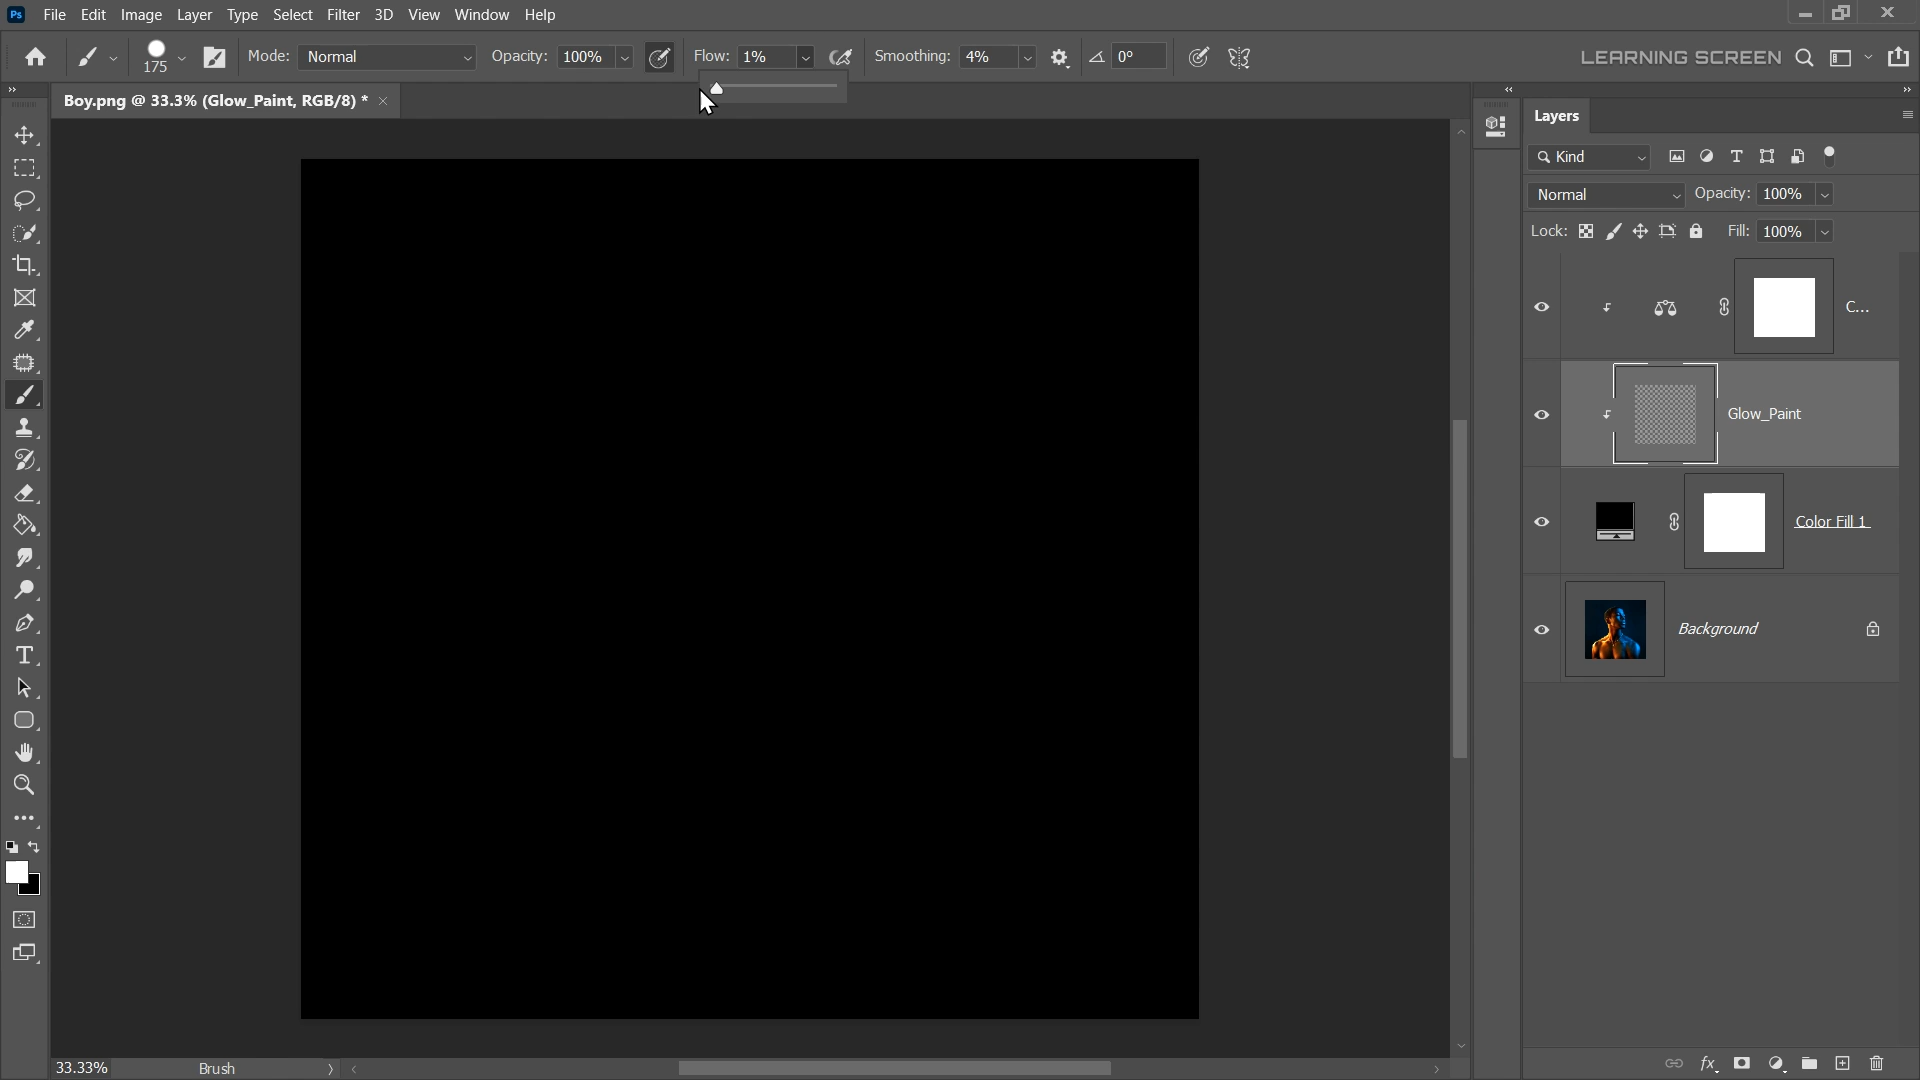 Ps File Edit Image Layer Type Select Filter 3D View Window Help
175 Mode: Normal Opacity: 100% Flow: 1% Smoothing: 4% 0° LEARNING SCREEN
Boy.png @ 33.3% (Glow_Paint, RGB/8) *
Layers
Kind
Normal Opacity: 100%
Lock: Fill: 100%
C...
Glow_Paint
Color Fill 1
Background
33.33% Brush